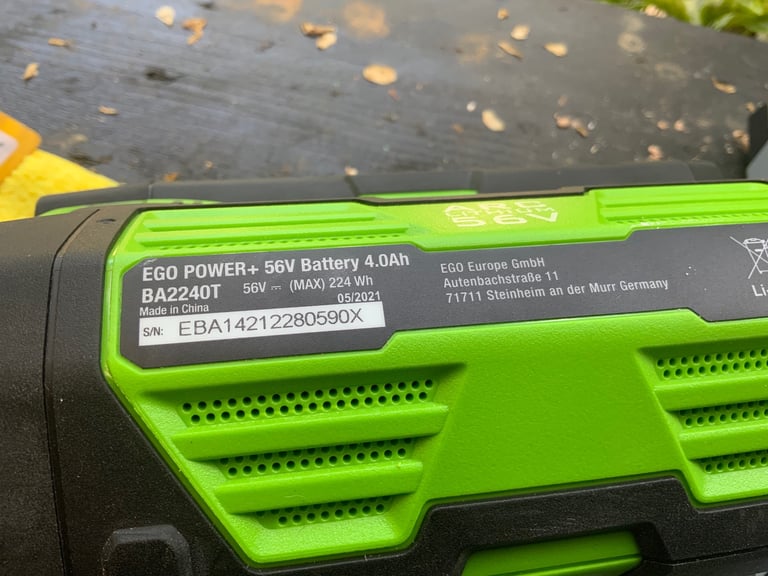 EGO POWER+ 56V Battery 4.0Ah
BA2240T 56V ⎓ (MAX) 224 Wh
Made in China 05/2021
S/N: EBA14212280590X
EGO Europe GmbH
Autenbachstraße 11
71711 Steinheim an der Murr Germany
Li-